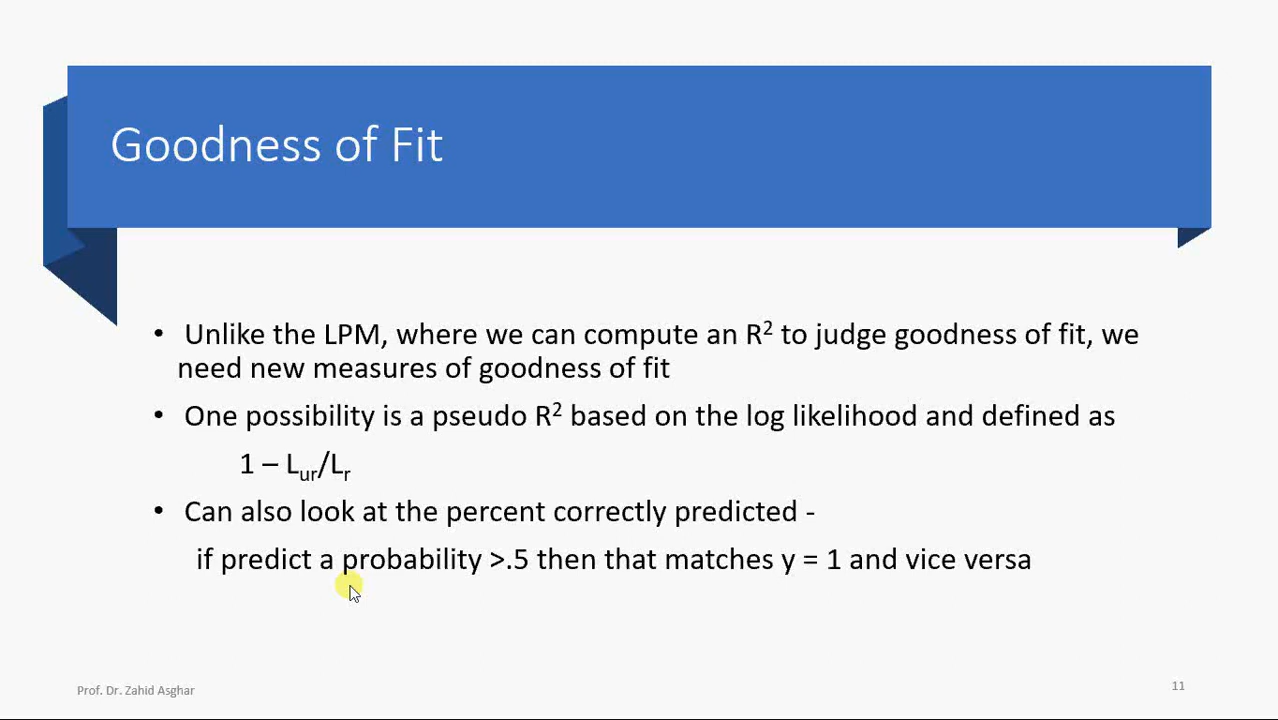 Goodness of Fit
• Unlike the LPM, where we can compute an R² to judge goodness of fit, we
need new measures of goodness of fit
• One possibility is a pseudo R² based on the log likelihood and defined as
1 – Lur/Lr
• Can also look at the percent correctly predicted -
if predict a probability >.5 then that matches y = 1 and vice versa
Prof. Dr. Zahid Asghar
11